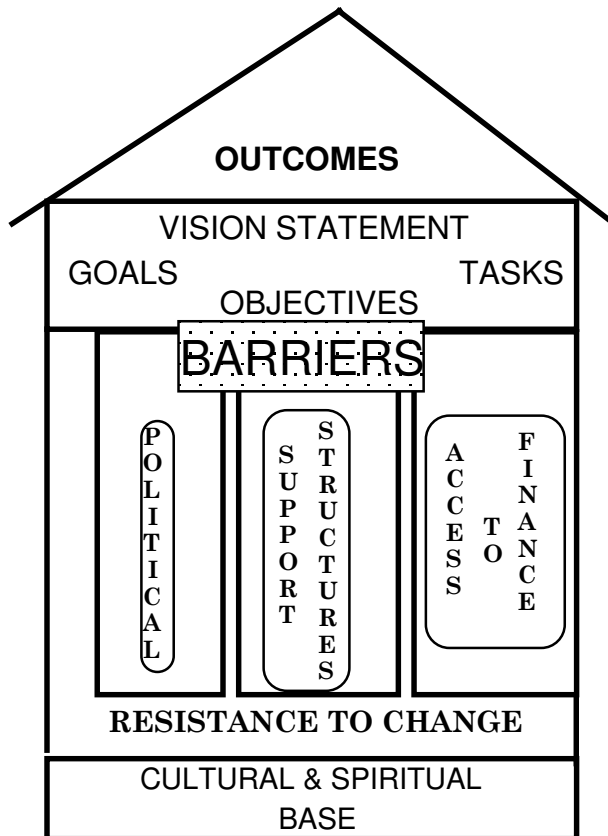 OUTCOMES
VISION STATEMENT
GOALS TASKS
OBJECTIVES
BARRIERS
POLITICAL
SUPPORT
STRUCTURES
ACCESS
TO
FINANCE
RESISTANCE TO CHANGE
CULTURAL & SPIRITUAL
BASE